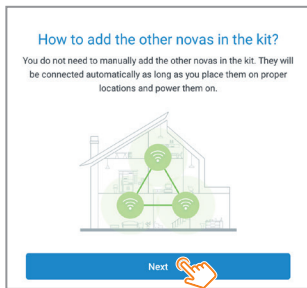 How to add the other novas in the kit?
You do not need to manually add the other novas in the kit. They will
be connected automatically as long as you place them on proper
locations and power them on.
Next